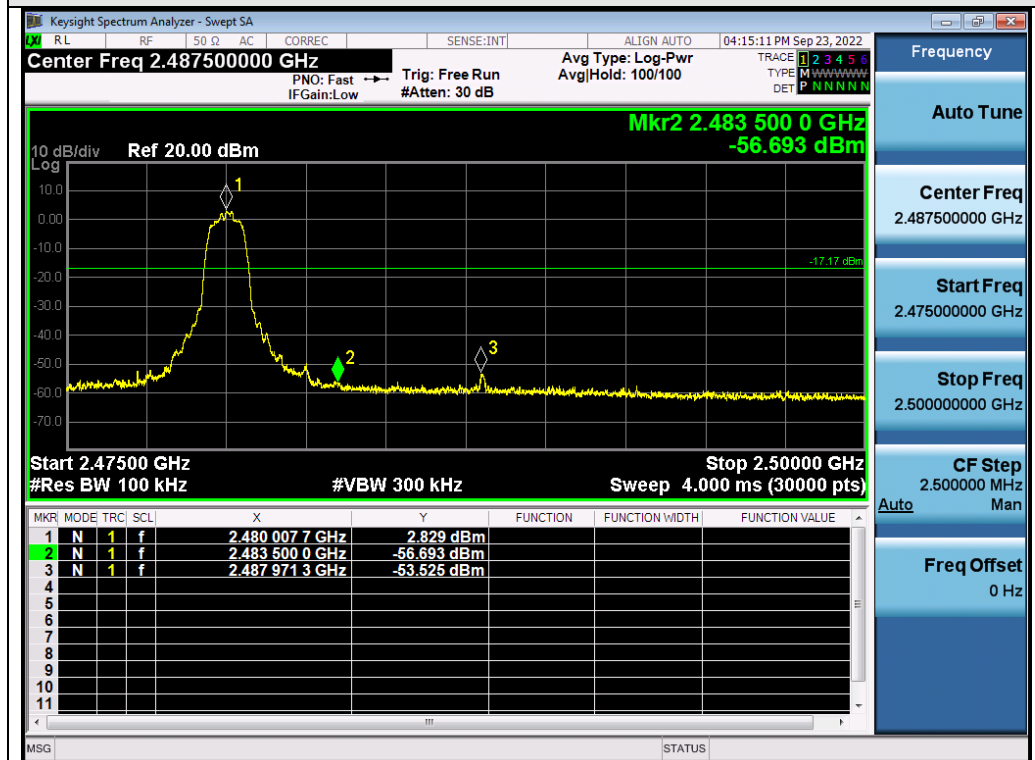 Keysight Spectrum Analyzer - Swept SA
LXI RL RF 50 Ω AC CORREC SENSE:INT ALIGN AUTO 04:15:11 PM Sep 23, 2022
Center Freq 2.487500000 GHz
PNO: Fast
IFGain:Low
Trig: Free Run
#Atten: 30 dB
Avg Type: Log-Pwr
Avg|Hold: 100/100
TRACE 1 2 3 4 5 6
TYPE M WWWWW
DET P N N N N N
Mkr2 2.483 500 0 GHz
-56.693 dBm
10 dB/div Ref 20.00 dBm
Log
10.0
0.00
-10.0
-20.0
-30.0
-40.0
-50.0
-60.0
-70.0
1
2
3
-17.17 dBm
Start 2.47500 GHz Stop 2.50000 GHz
#Res BW 100 kHz #VBW 300 kHz Sweep 4.000 ms (30000 pts)
MKR MODE TRC SCL X Y FUNCTION FUNCTION WIDTH FUNCTION VALUE
1 N 1 f 2.480 007 7 GHz 2.829 dBm
2 N 1 f 2.483 500 0 GHz -56.693 dBm
3 N 1 f 2.487 971 3 GHz -53.525 dBm
4
5
6
7
8
9
10
11
MSG STATUS
Frequency
Auto Tune
Center Freq
2.487500000 GHz
Start Freq
2.475000000 GHz
Stop Freq
2.500000000 GHz
CF Step
2.500000 MHz
Auto Man
Freq Offset
0 Hz